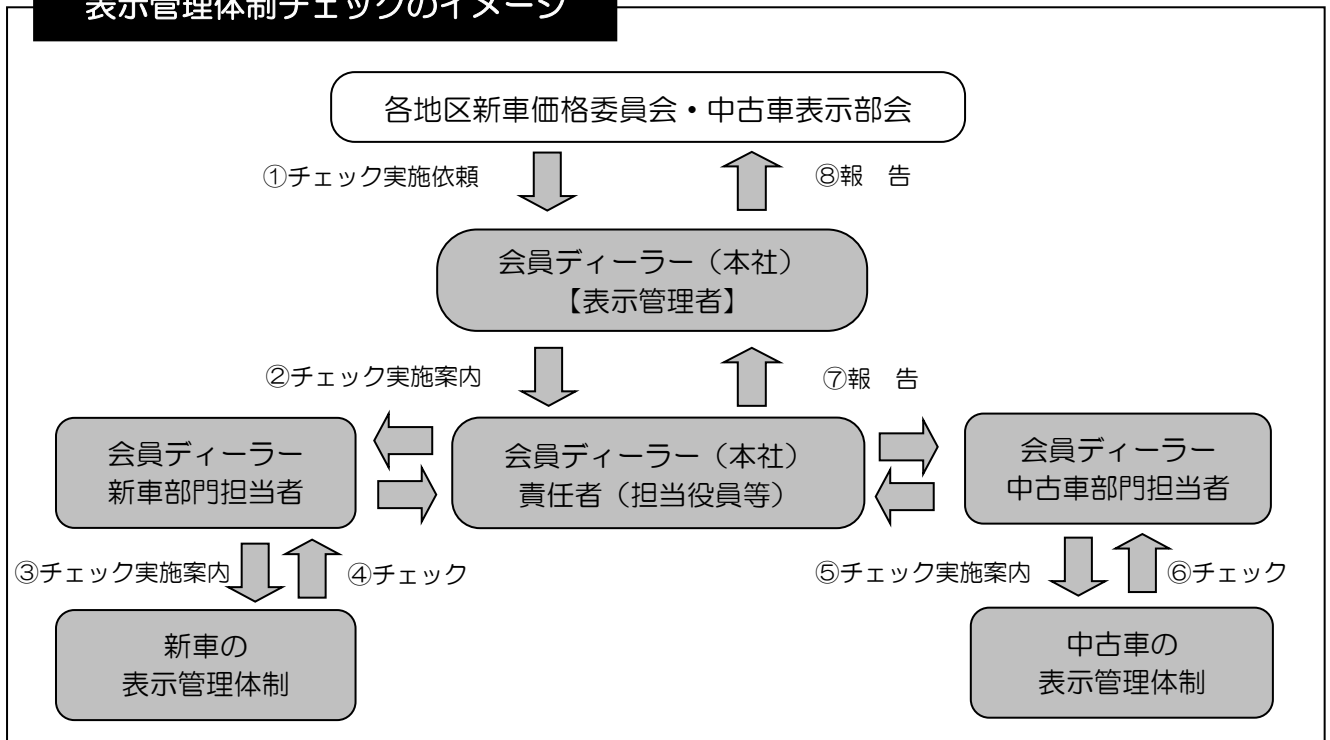 表示管理体制チェックのイメージ
各地区新車価格委員会・中古車表示部会
①チェック実施依頼
⑧報　告
会員ディーラー（本社）
【表示管理者】
②チェック実施案内
⑦報　告
会員ディーラー
新車部門担当者
会員ディーラー（本社）
責任者（担当役員等）
会員ディーラー
中古車部門担当者
③チェック実施案内
④チェック
⑤チェック実施案内
⑥チェック
新車の
表示管理体制
中古車の
表示管理体制